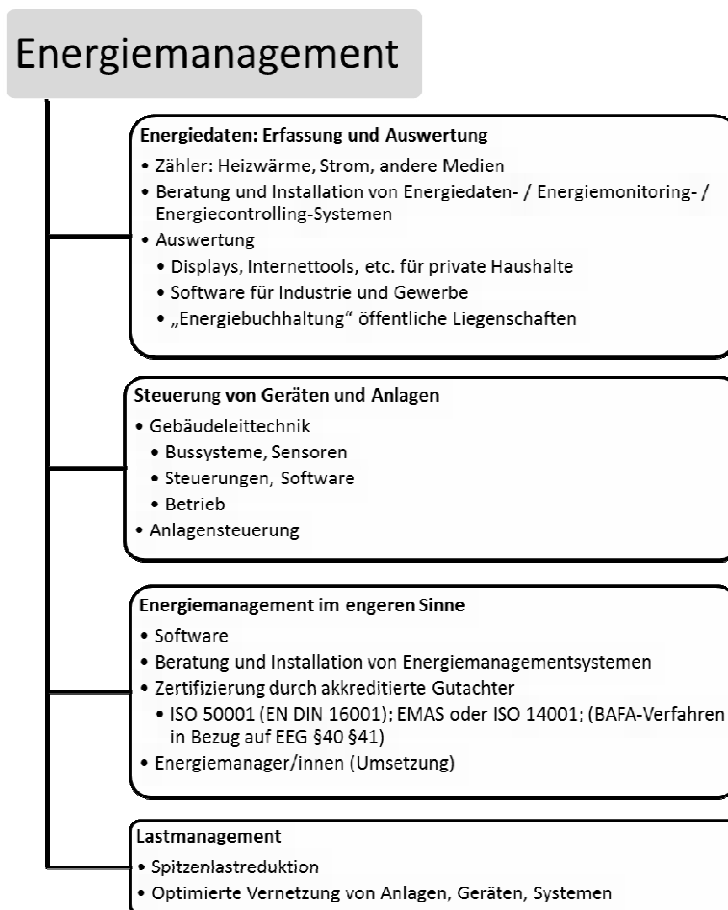 Energiemanagement
Energiedaten: Erfassung und Auswertung
• Zähler: Heizwärme, Strom, andere Medien
• Beratung und Installation von Energiedaten- / Energiemonitoring- /
Energiecontrolling-Systemen
• Auswertung
• Displays, Internettools, etc. für private Haushalte
• Software für Industrie und Gewerbe
• „Energiebuchhaltung“ öffentliche Liegenschaften
Steuerung von Geräten und Anlagen
• Gebäudeleittechnik
• Bussysteme, Sensoren
• Steuerungen, Software
• Betrieb
• Anlagensteuerung
Energiemanagement im engeren Sinne
• Software
• Beratung und Installation von Energiemanagementsystemen
• Zertifizierung durch akkreditierte Gutachter
• ISO 50001 (EN DIN 16001); EMAS oder ISO 14001; (BAFA-Verfahren
in Bezug auf EEG §40 §41)
• Energiemanager/innen (Umsetzung)
Lastmanagement
• Spitzenlastreduktion
• Optimierte Vernetzung von Anlagen, Geräten, Systemen